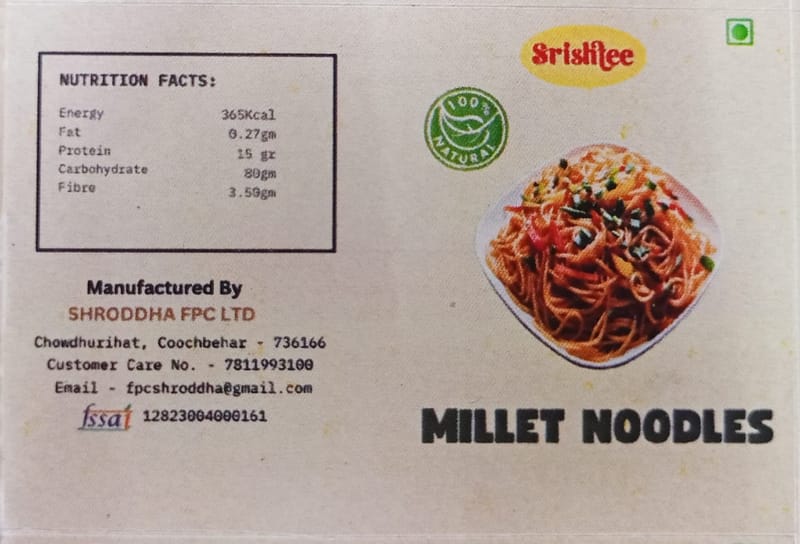 NUTRITION FACTS:
Energy 365Kcal
Fat 0.27gm
Protein 15 gr
Carbohydrate 80gm
Fibre 3.50gm
Manufactured By
SHRODDHA FPC LTD
Chowdhurihat, Coochbehar - 736166
Customer Care No. - 7811993100
Email - fpcshroddha@gmail.com
fssai 12823004000161
Srishtee
100%
NATURAL
MILLET NOODLES